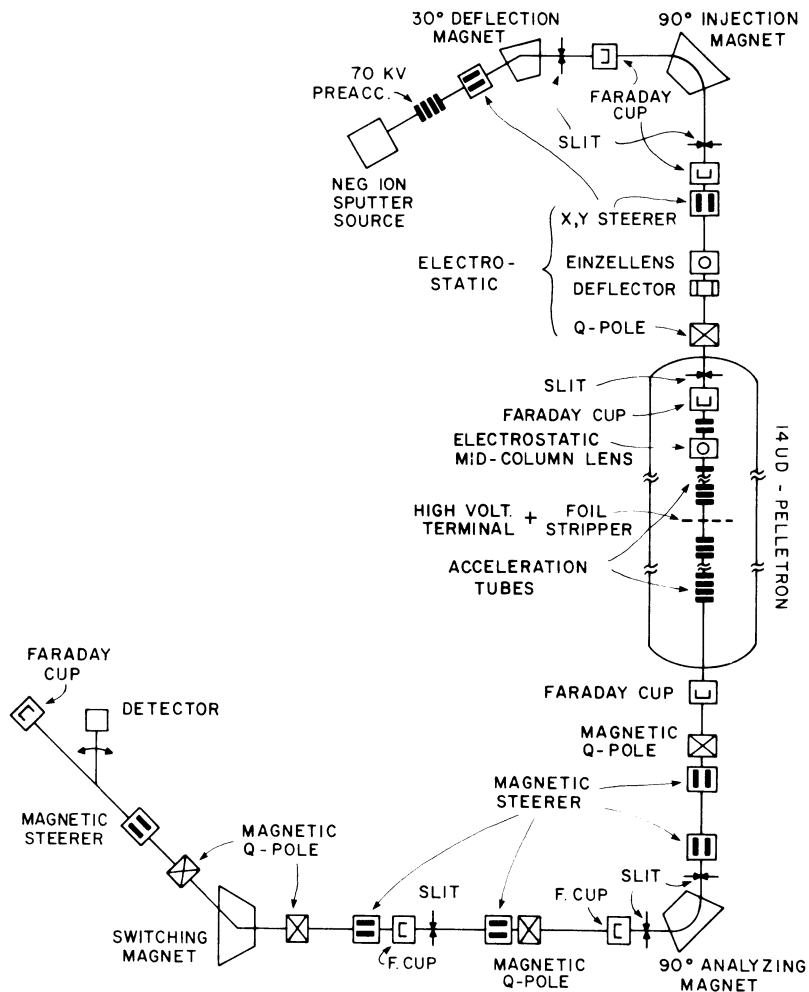 30° DEFLECTION
MAGNET
90° INJECTION
MAGNET
70 KV
PREACC.
FARADAY
CUP
SLIT
NEG ION
SPUTTER
SOURCE
X,Y STEERER
ELECTRO-
STATIC
EINZELLENS
DEFLECTOR
Q-POLE
SLIT
FARADAY CUP
ELECTROSTATIC
MID-COLUMN LENS
HIGH VOLT.
TERMINAL
+
FOIL
STRIPPER
ACCELERATION
TUBES
14UD - PELLETRON
FARADAY
CUP
DETECTOR
FARADAY CUP
MAGNETIC
Q-POLE
MAGNETIC
STEERER
MAGNETIC
STEERER
MAGNETIC
Q-POLE
SLIT
F. CUP
SLIT
SWITCHING
MAGNET
F. CUP
MAGNETIC
Q-POLE
90° ANALYZING
MAGNET